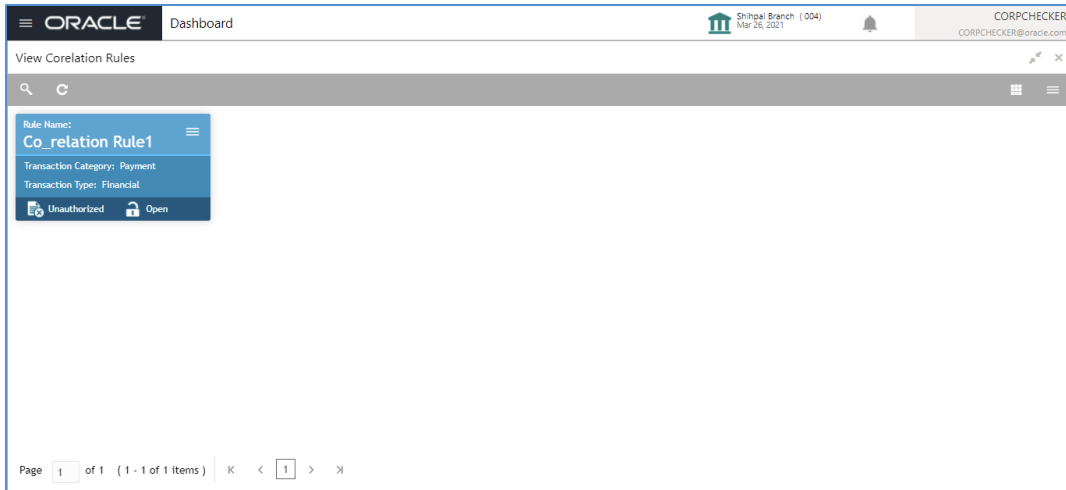 ORACLE Dashboard
Shihpai Branch ( 004)
Mar 26, 2021
CORPCHECKER
CORPCHECKER@oracle.com
View Corelation Rules
Rule Name:
Co_relation Rule1
Transaction Category: Payment
Transaction Type: Financial
Unauthorized Open
Page 1 of 1 ( 1 - 1 of 1 items ) 1